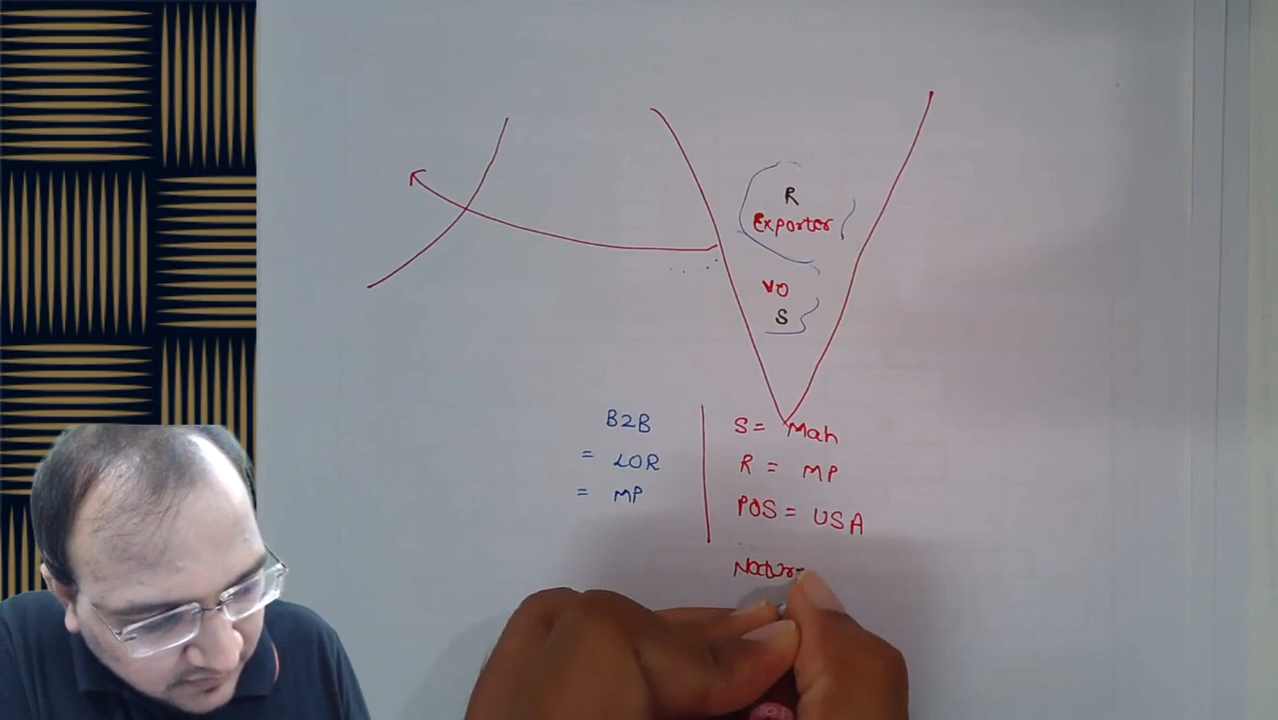 R
Exporter
VO
S
B2B
= LOR
= MP
S = Mah
R = MP
POS = USA